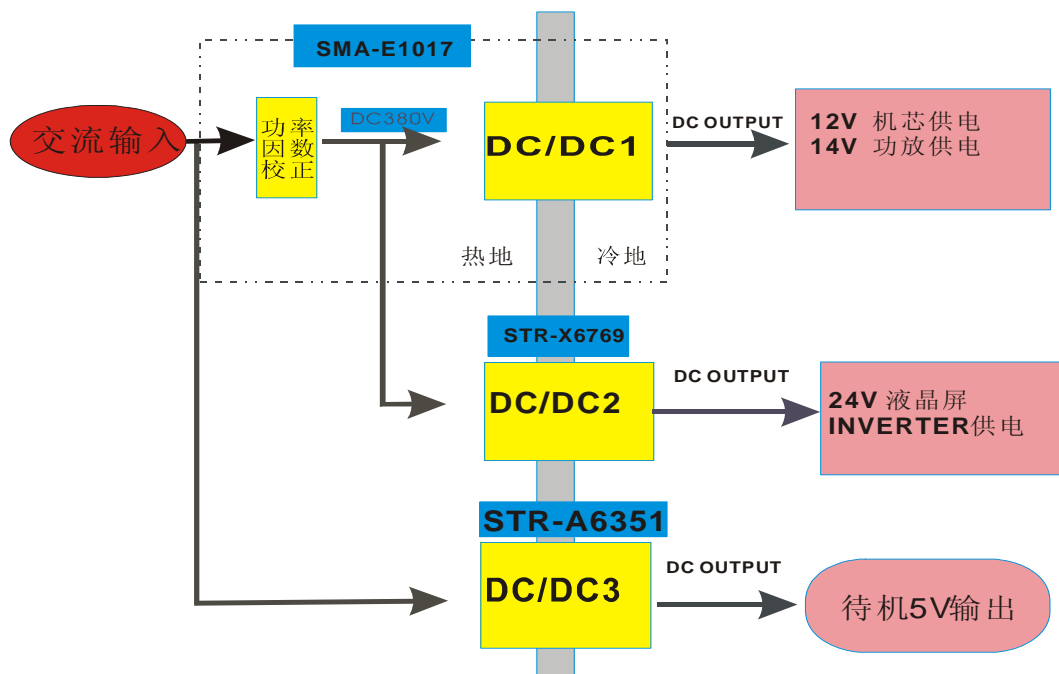 SMA-E1017
交流输入
功率
因数
校正
DC380V
DC/DC1
DC OUTPUT
12V 机芯供电
14V 功放供电
热地
冷地
STR-X6769
DC/DC2
DC OUTPUT
24V 液晶屏
INVERTER供电
STR-A6351
DC/DC3
DC OUTPUT
待机5V输出